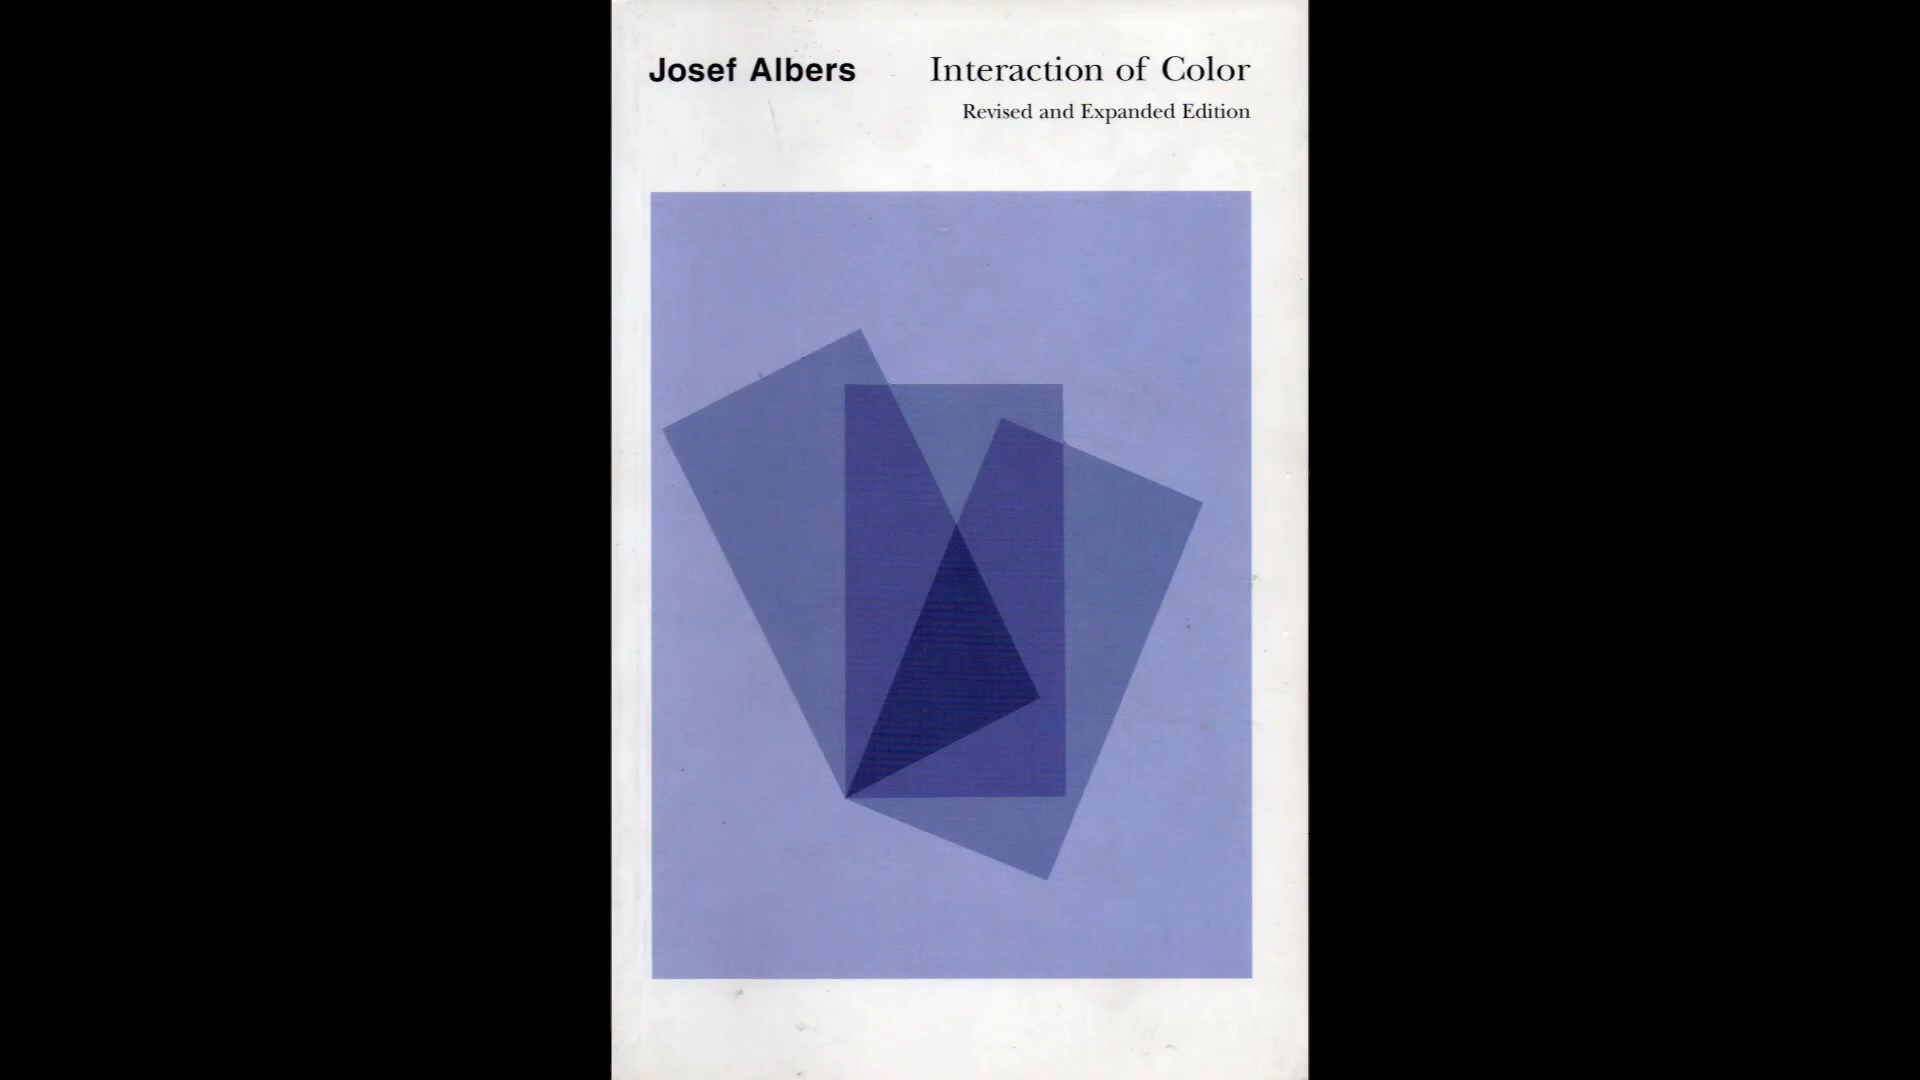 Josef Albers
Interaction of Color
Revised and Expanded Edition